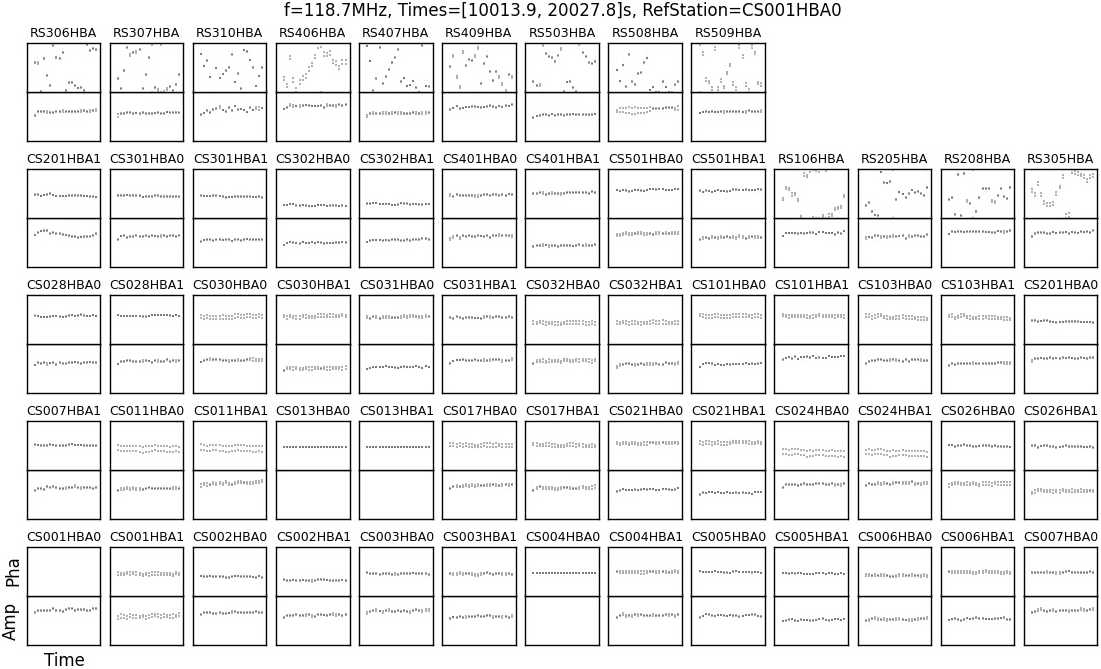 f=118.7MHz, Times=[10013.9, 20027.8]s, RefStation=CS001HBA0
RS306HBA RS307HBA RS310HBA RS406HBA RS407HBA RS409HBA RS503HBA RS508HBA RS509HBA
CS201HBA1 CS301HBA0 CS301HBA1 CS302HBA0 CS302HBA1 CS401HBA0 CS401HBA1 CS501HBA0 CS501HBA1 RS106HBA RS205HBA RS208HBA RS305HBA
CS028HBA0 CS028HBA1 CS030HBA0 CS030HBA1 CS031HBA0 CS031HBA1 CS032HBA0 CS032HBA1 CS101HBA0 CS101HBA1 CS103HBA0 CS103HBA1 CS201HBA0
CS007HBA1 CS011HBA0 CS011HBA1 CS013HBA0 CS013HBA1 CS017HBA0 CS017HBA1 CS021HBA0 CS021HBA1 CS024HBA0 CS024HBA1 CS026HBA0 CS026HBA1
CS001HBA0 CS001HBA1 CS002HBA0 CS002HBA1 CS003HBA0 CS003HBA1 CS004HBA0 CS004HBA1 CS005HBA0 CS005HBA1 CS006HBA0 CS006HBA1 CS007HBA0
Pha
Amp
Time